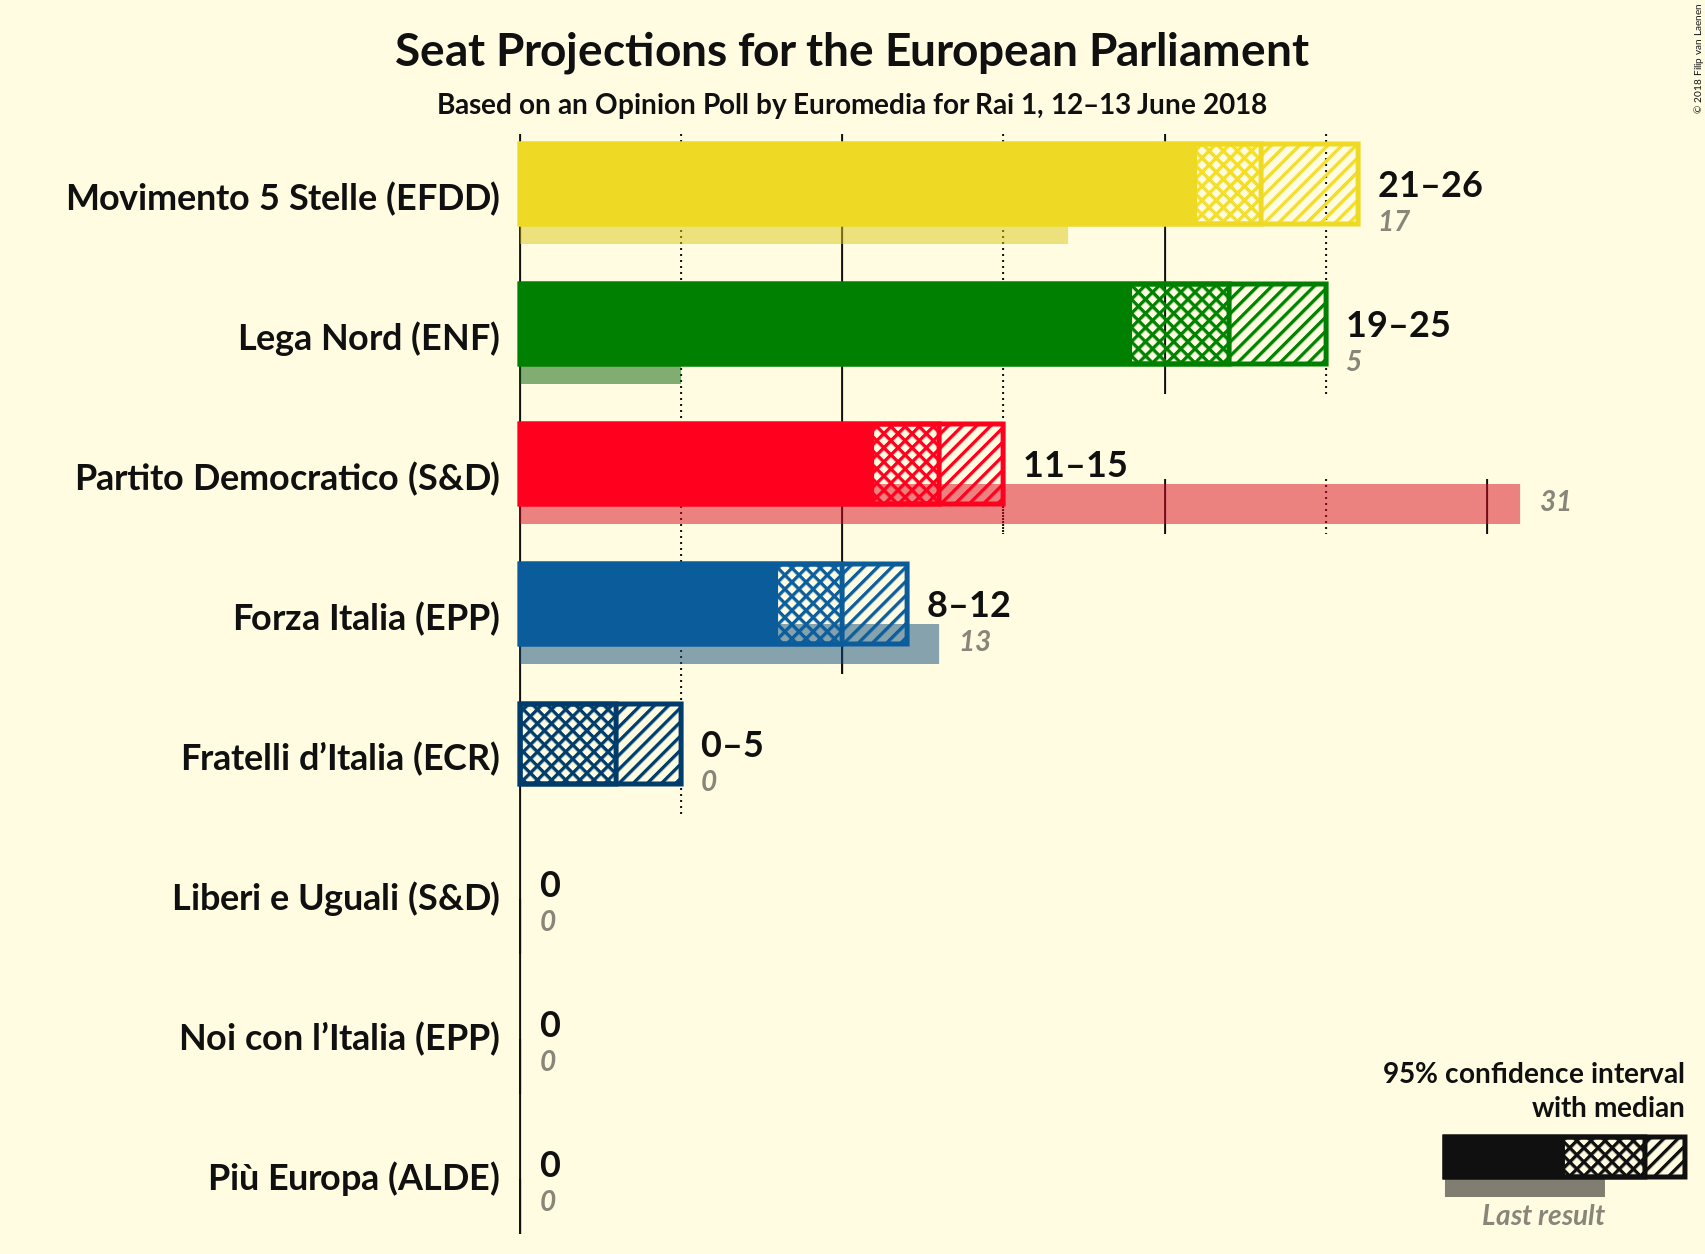 Seat Projections for the European Parliament
Based on an Opinion Poll by Euromedia for Rai 1, 12–13 June 2018
© 2018 Filip van Laenen
Movimento 5 Stelle (EFDD)
21–26
17
Lega Nord (ENF)
19–25
5
Partito Democratico (S&D)
11–15
31
Forza Italia (EPP)
8–12
13
Fratelli d’Italia (ECR)
0–5
0
Liberi e Uguali (S&D)
0
0
Noi con l’Italia (EPP)
0
0
Più Europa (ALDE)
0
0
95% confidence interval
with median
Last result